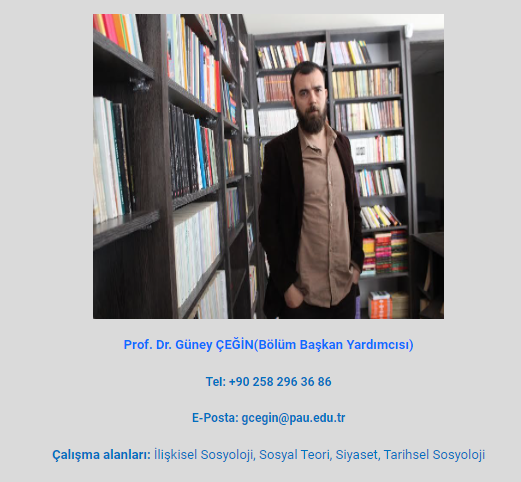 Prof. Dr. Güney ÇEĞİN(Bölüm Başkan Yardımcısı)
Tel: +90 258 296 36 86
E-Posta: gcegin@pau.edu.tr
Çalışma alanları: İlişkisel Sosyoloji, Sosyal Teori, Siyaset, Tarihsel Sosyoloji